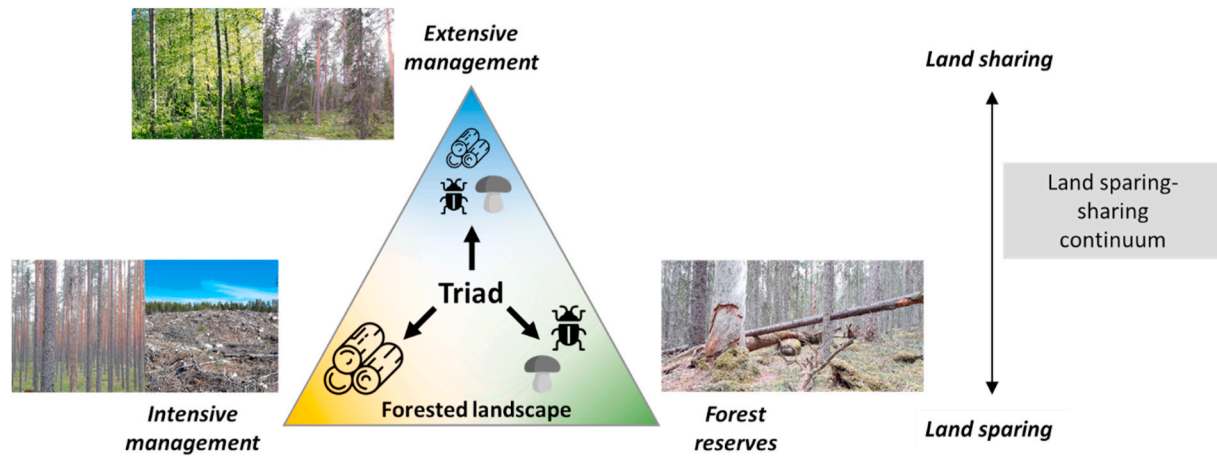 Extensive
management
Land sharing
Land sparing-
sharing
continuum
Triad
Forested landscape
Intensive
management
Forest
reserves
Land sparing